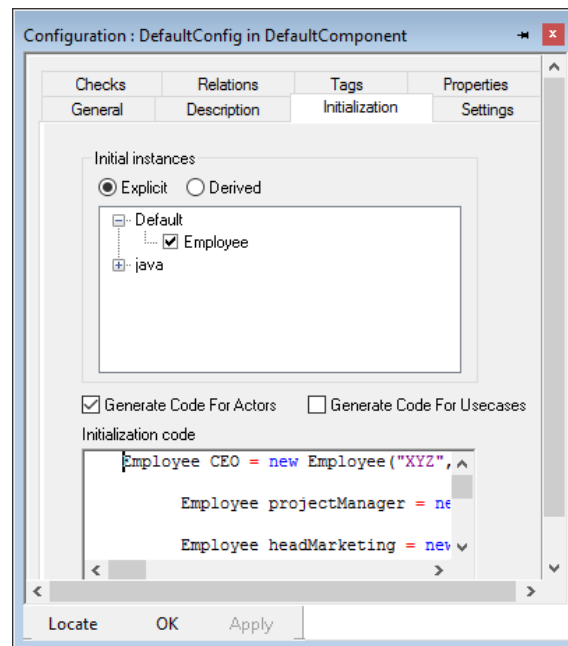 Configuration : DefaultConfig in DefaultComponent
Checks Relations Tags Properties
General Description Initialization Settings
Initial instances
Explicit Derived
Default
Employee
java
Generate Code For Actors Generate Code For Usecases
Initialization code
Employee CEO = new Employee("XYZ",
Employee projectManager = ne
Employee headMarketing = new
Locate OK Apply